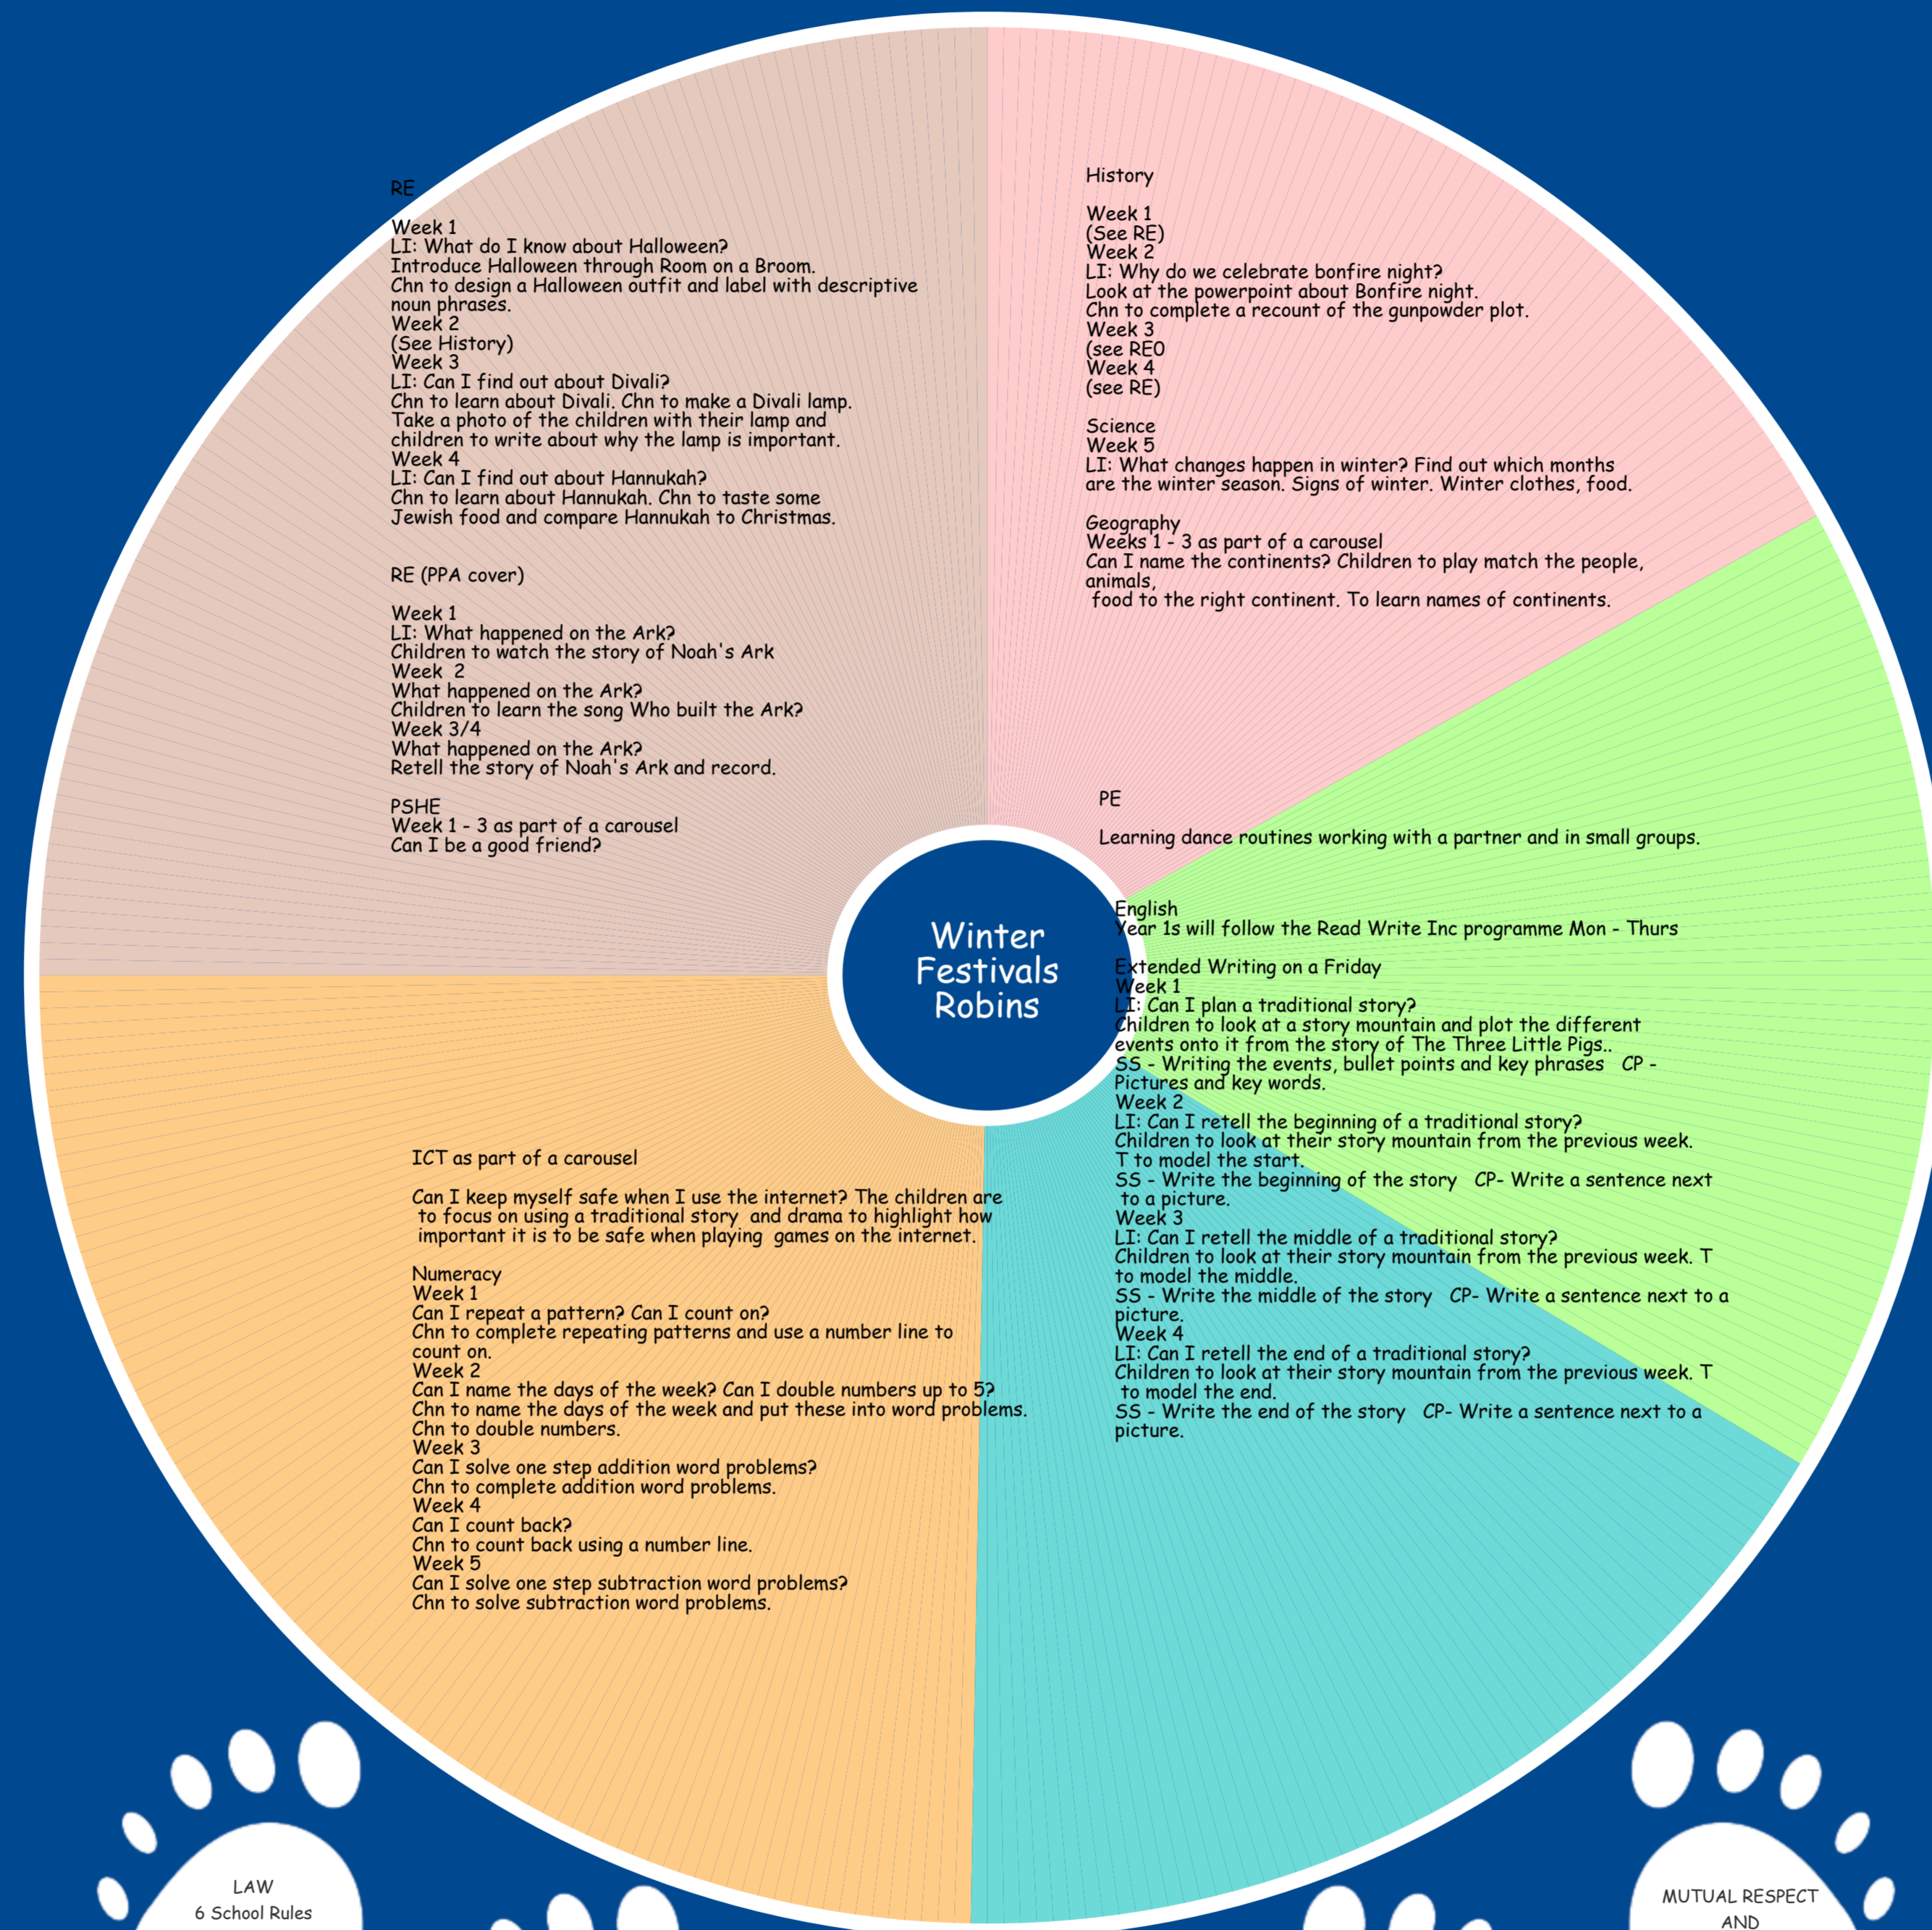 RE
Week 1
LI: What do I know about Halloween?
Introduce Halloween through Room on a Broom.
Chn to design a Halloween outfit and label with descriptive
noun phrases.
Week 2
(See History)
Week 3
LI: Can I find out about Divali?
Chn to learn about Divali. Chn to make a Divali lamp.
Take a photo of the children with their lamp and
children to write about why the lamp is important.
Week 4
LI: Can I find out about Hannukah?
Chn to learn about Hannukah. Chn to taste some
Jewish food and compare Hannukah to Christmas.
RE (PPA cover)
Week 1
LI: What happened on the Ark?
Children to watch the story of Noah's Ark
Week  2
What happened on the Ark?
Children to learn the song Who built the Ark?
Week 3/4
What happened on the Ark?
Retell the story of Noah's Ark and record.
PSHE
Week 1 - 3 as part of a carousel
Can I be a good friend?
History
Week 1
(See RE)
Week 2
LI: Why do we celebrate bonfire night?
Look at the powerpoint about Bonfire night.
Chn to complete a recount of the gunpowder plot.
Week 3
(see RE0
Week 4
(see RE)
Science
Week 5
LI: What changes happen in winter? Find out which months
are the winter season. Signs of winter. Winter clothes, food.
Geography
Weeks 1 - 3 as part of a carousel
Can I name the continents? Children to play match the people,
animals,
food to the right continent. To learn names of continents.
PE
Learning dance routines working with a partner and in small groups.
Winter
Festivals
Robins
English
Year 1s will follow the Read Write Inc programme Mon - Thurs
Extended Writing on a Friday
Week 1
LI: Can I plan a traditional story?
Children to look at a story mountain and plot the different
events onto it from the story of The Three Little Pigs..
SS - Writing the events, bullet points and key phrases   CP -
Pictures and key words.
Week 2
LI: Can I retell the beginning of a traditional story?
Children to look at their story mountain from the previous week.
T to model the start.
SS - Write the beginning of the story   CP- Write a sentence next
to a picture.
Week 3
LI: Can I retell the middle of a traditional story?
Children to look at their story mountain from the previous week. T
to model the middle.
SS - Write the middle of the story   CP- Write a sentence next to a
picture.
Week 4
LI: Can I retell the end of a traditional story?
Children to look at their story mountain from the previous week. T
to model the end.
SS - Write the end of the story   CP- Write a sentence next to a
picture.
ICT as part of a carousel
Can I keep myself safe when I use the internet? The children are
to focus on using a traditional story  and drama to highlight how
important it is to be safe when playing  games on the internet.
Numeracy
Week 1
Can I repeat a pattern? Can I count on?
Chn to complete repeating patterns and use a number line to
count on.
Week 2
Can I name the days of the week? Can I double numbers up to 5?
Chn to name the days of the week and put these into word problems.
Chn to double numbers.
Week 3
Can I solve one step addition word problems?
Chn to complete addition word problems.
Week 4
Can I count back?
Chn to count back using a number line.
Week 5
Can I solve one step subtraction word problems?
Chn to solve subtraction word problems.
LAW
6 School Rules
MUTUAL RESPECT
AND